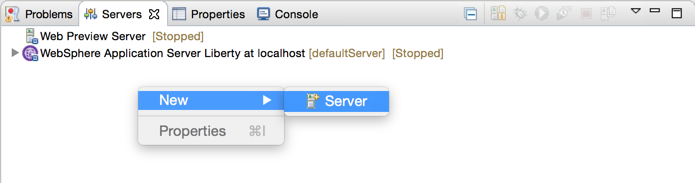 Problems Servers Properties Console
Web Preview Server [Stopped]
WebSphere Application Server Liberty at localhost [defaultServer] [Stopped]
New Server
Properties ⌘I